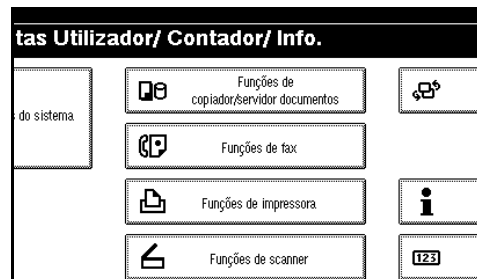 tas Utilizador/ Contador/ Info.
Funções de
copiador/servidor documentos
do sistema
Funções de fax
Funções de impressora
Funções de scanner
123